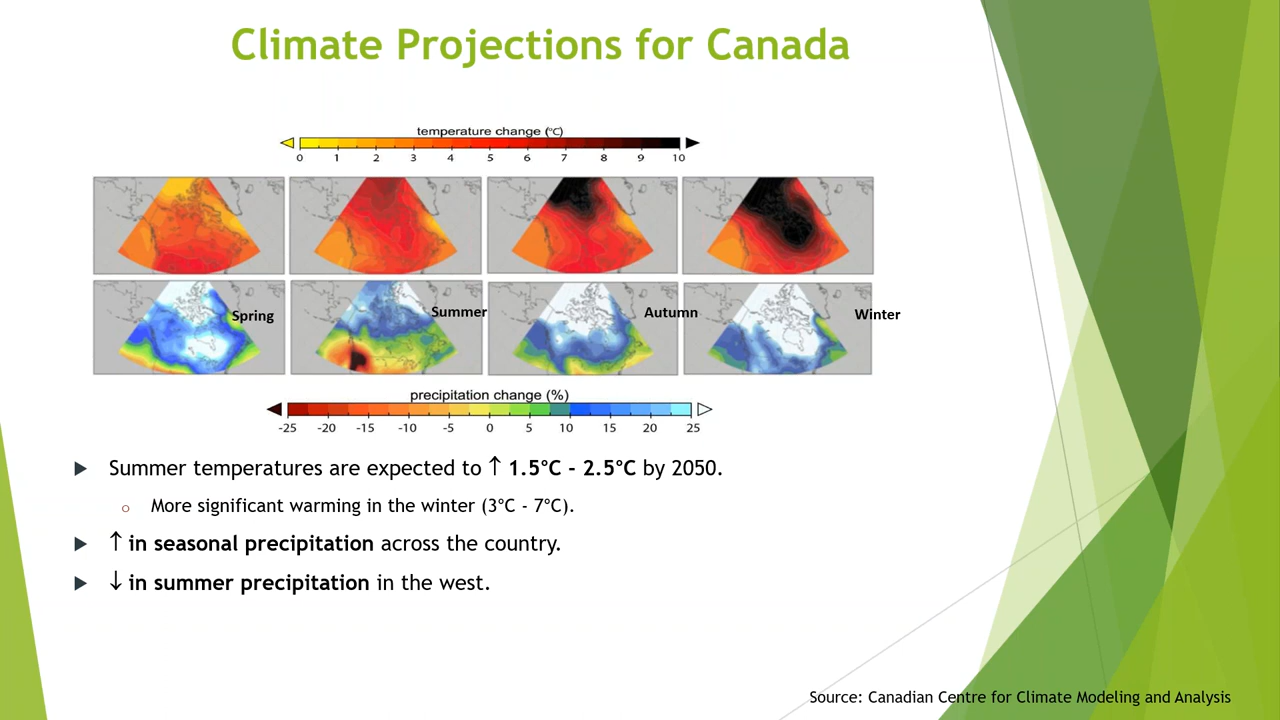 Climate Projections for Canada
temperature change (°C)
0 1 2 3 4 5 6 7 8 9 10
Spring
Summer
Autumn
Winter
precipitation change (%)
-25 -20 -15 -10 -5 0 5 10 15 20 25
Summer temperatures are expected to ↑ 1.5°C - 2.5°C by 2050.
More significant warming in the winter (3°C - 7°C).
↑ in seasonal precipitation across the country.
↓ in summer precipitation in the west.
Source: Canadian Centre for Climate Modeling and Analysis